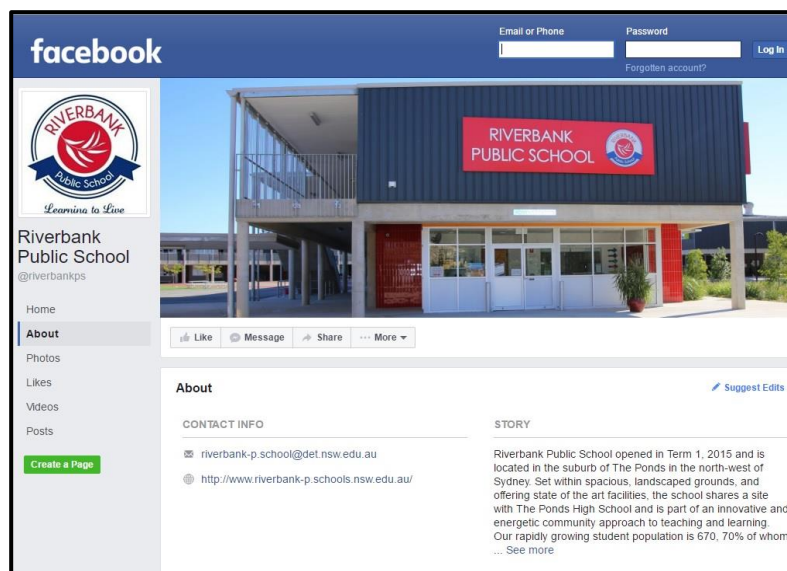 facebook
Email or Phone
Password
Log In
Forgotten account?
RIVERBANK
Public School
Learning to Live
RIVERBANK
PUBLIC SCHOOL
Riverbank
Public School
@riverbankps
Home
About
Photos
Likes
Videos
Posts
Create a Page
Like
Message
Share
··· More
About
Suggest Edits
CONTACT INFO
riverbank-p.school@det.nsw.edu.au
http://www.riverbank-p.schools.nsw.edu.au/
STORY
Riverbank Public School opened in Term 1, 2015 and is
located in the suburb of The Ponds in the north-west of
Sydney. Set within spacious, landscaped grounds, and
offering state of the art facilities, the school shares a site
with The Ponds High School and is part of an innovative and
energetic community approach to teaching and learning.
Our rapidly growing student population is 670, 70% of whom
... See more